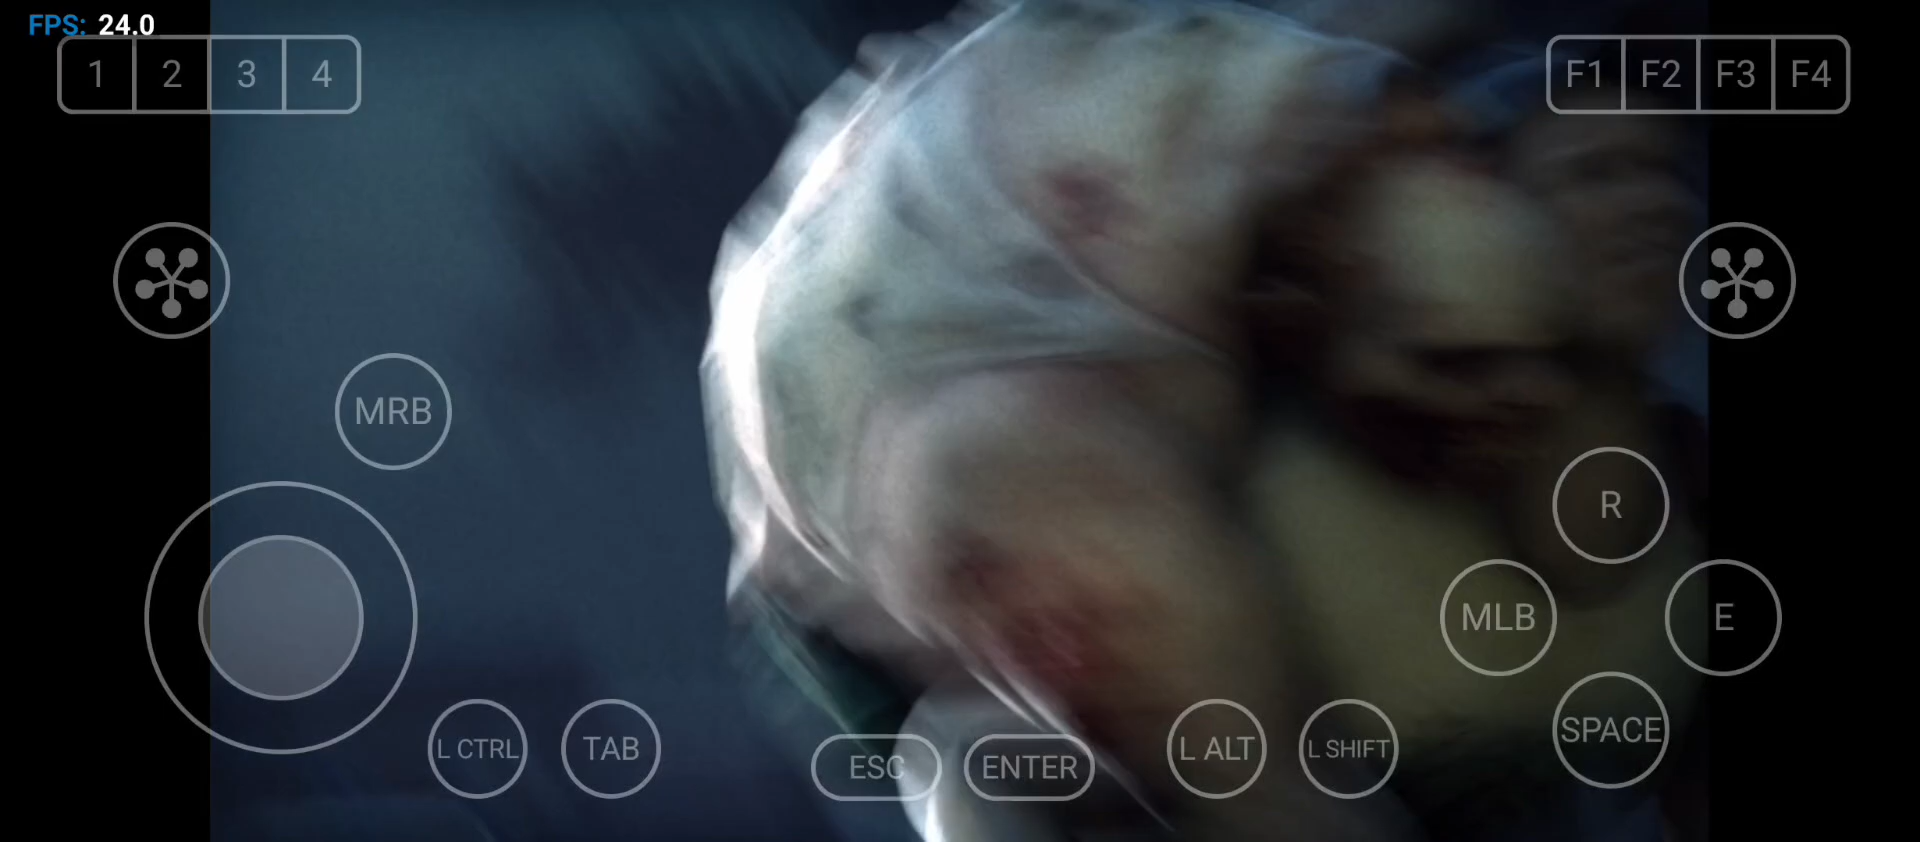 FPS: 24.0
1 2 3 4
F1 F2 F3 F4
MRB
R
MLB
E
L CTRL
TAB
ESC
ENTER
L ALT
L SHIFT
SPACE